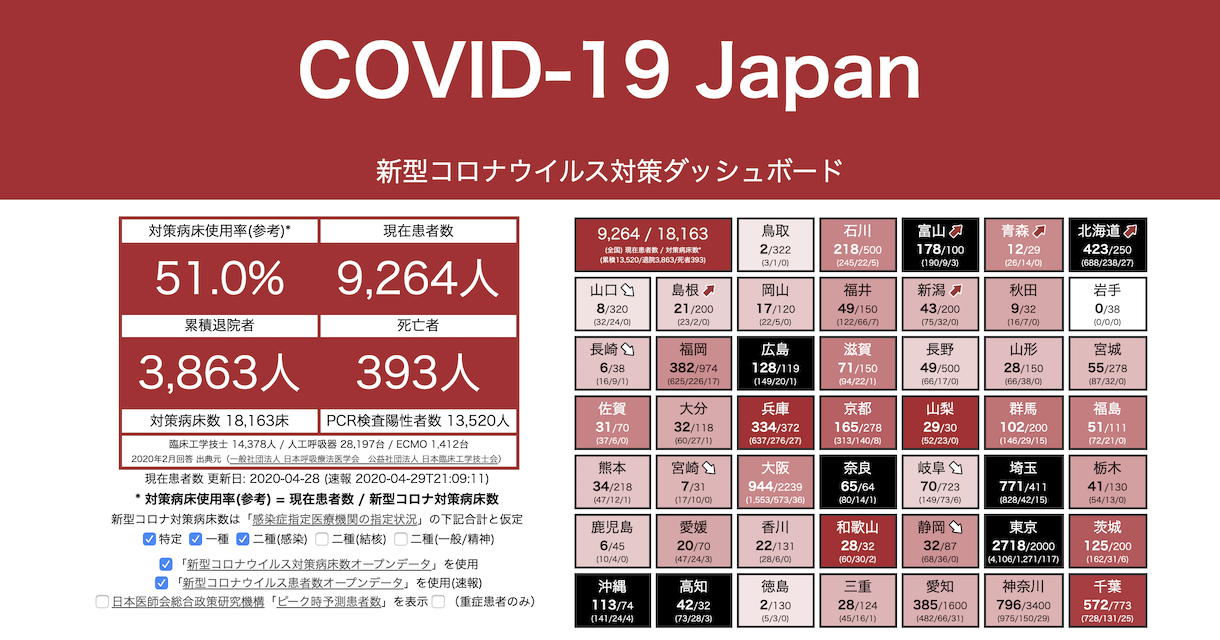 COVID-19 Japan
新型コロナウイルス対策ダッシュボード
対策病床使用率(参考)*
現在患者数
51.0%
9,264人
累積退院者
死亡者
3,863人
393人
対策病床数 18,163床
PCR検査陽性者数 13,520人
臨床工学技士 14,378人 / 人工呼吸器 28,197台 / ECMO 1,412台
2020年2月回答 出典元 (一般社団法人 日本呼吸療法医学会　公益社団法人 日本臨床工学技士会)
現在患者数 更新日: 2020-04-28 (速報 2020-04-29T21:09:11)
* 対策病床使用率(参考) = 現在患者数 / 新型コロナ対策病床数
新型コロナ対策病床数は「感染症指定医療機関の指定状況」の下記合計と仮定
特定 一種 二種(感染) 二種(結核) 二種(一般/精神)
「新型コロナウイルス対策病床数オープンデータ」を使用
「新型コロナウイルス患者数オープンデータ」を使用(速報)
日本医師会総合政策研究機構「ピーク時予測患者数」を表示 (重症患者のみ)
9,264 / 18,163
(全国) 現在患者数 / 対策病床数*
(累積13,520/退院3,863/死者393)
鳥取
2/322
(3/1/0)
石川
218/500
(245/22/5)
富山
178/100
(190/9/3)
青森
12/29
(26/14/0)
北海道
423/250
(688/238/27)
山口
8/320
(32/24/0)
島根
21/200
(23/2/0)
岡山
17/120
(22/5/0)
福井
49/150
(122/66/7)
新潟
43/200
(75/32/0)
秋田
9/32
(16/7/0)
岩手
0/38
(0/0/0)
長崎
6/38
(16/9/1)
福岡
382/974
(625/226/17)
広島
128/119
(149/20/1)
滋賀
71/150
(94/22/1)
長野
49/500
(66/17/0)
山形
28/150
(66/38/0)
宮城
55/278
(87/32/0)
佐賀
31/70
(37/6/0)
大分
32/118
(60/27/1)
兵庫
334/372
(637/276/27)
京都
165/278
(313/140/8)
山梨
29/30
(52/23/0)
群馬
102/200
(146/29/15)
福島
51/111
(72/21/0)
熊本
34/218
(47/12/1)
宮崎
7/31
(17/10/0)
大阪
944/2239
(1,553/573/36)
奈良
65/64
(80/14/1)
岐阜
70/723
(149/73/6)
埼玉
771/411
(828/42/15)
栃木
41/130
(54/13/0)
鹿児島
6/45
(10/4/0)
愛媛
20/70
(47/24/3)
香川
22/131
(28/6/0)
和歌山
28/32
(60/30/2)
静岡
32/87
(68/36/0)
東京
2718/2000
(4,106/1,271/117)
茨城
125/200
(162/31/6)
沖縄
113/74
(141/24/4)
高知
42/32
(73/28/3)
徳島
2/130
(5/3/0)
三重
28/124
(45/16/1)
愛知
385/1600
(482/66/31)
神奈川
796/3400
(975/150/29)
千葉
572/773
(728/131/25)